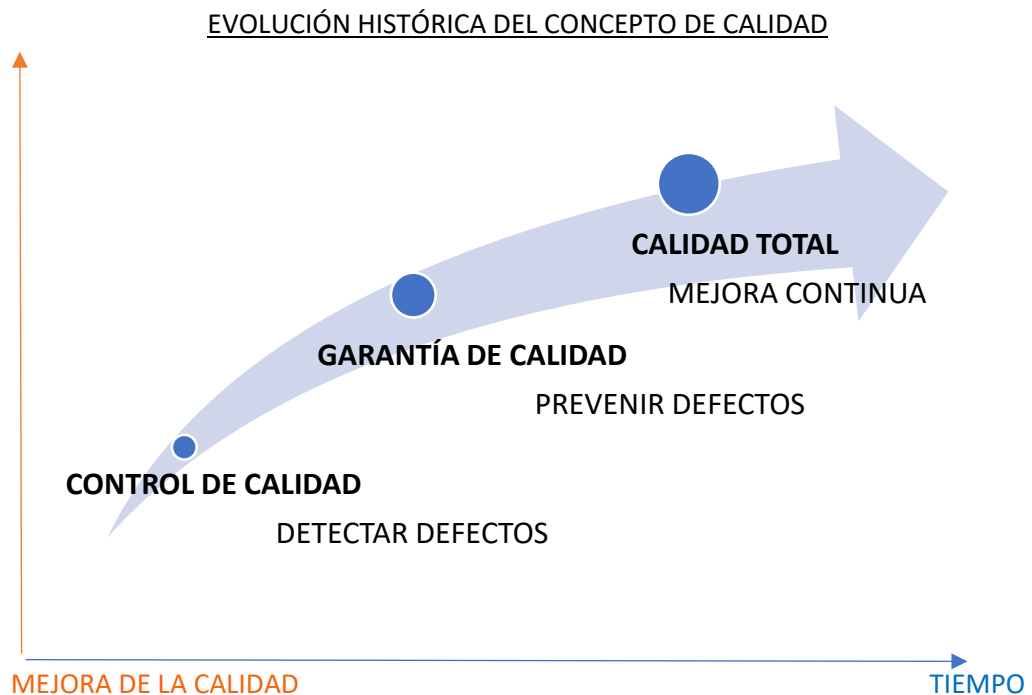 EVOLUCIÓN HISTÓRICA DEL CONCEPTO DE CALIDAD
CALIDAD TOTAL
MEJORA CONTINUA
GARANTÍA DE CALIDAD
PREVENIR DEFECTOS
CONTROL DE CALIDAD
DETECTAR DEFECTOS
MEJORA DE LA CALIDAD
TIEMPO